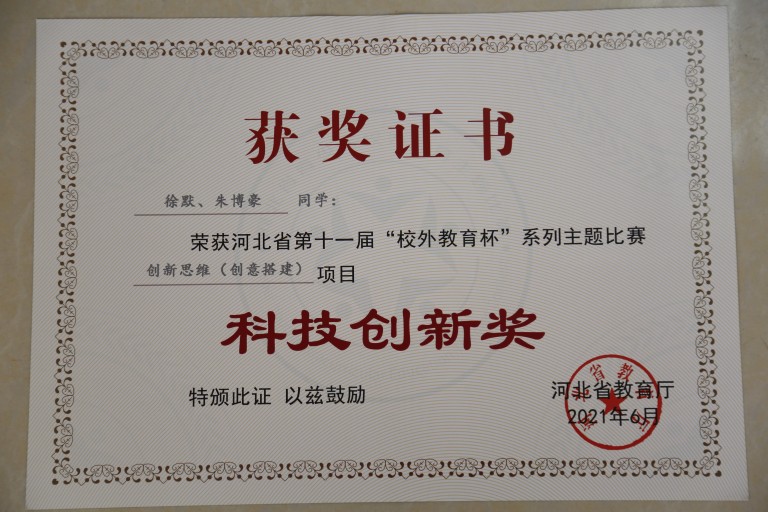 获奖证书
徐默、朱博豪 同学：
荣获河北省第十一届“校外教育杯”系列主题比赛
创新思维（创意搭建）项目
科技创新奖
特颁此证 以兹鼓励
河北省教育厅
2021年6月